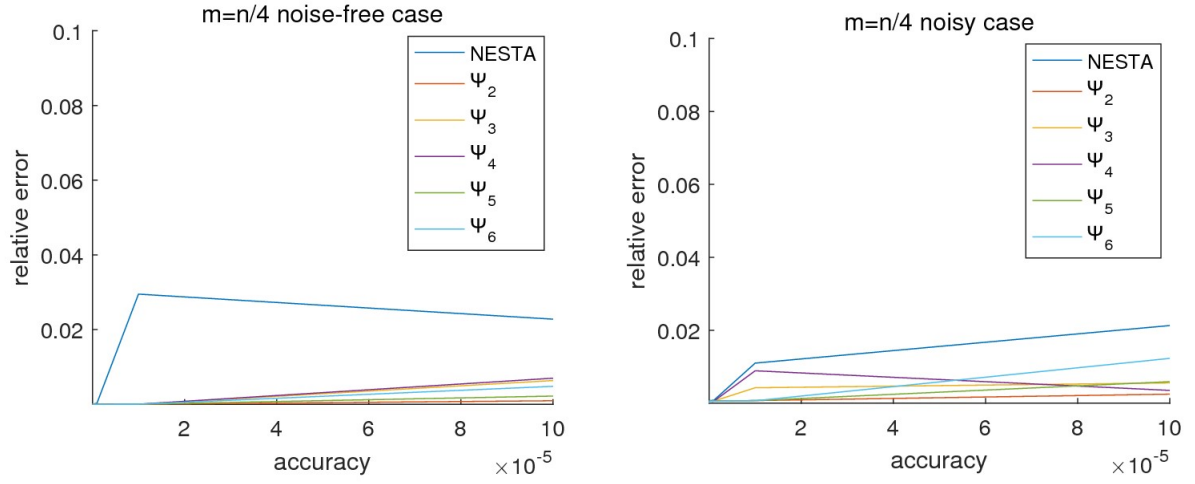 m=n/4 noise-free case
0.1
0.08
0.06
0.04
0.02
relative error
NESTA
Ψ2
Ψ3
Ψ4
Ψ5
Ψ6
2 4 6 8 10
accuracy
×10-5
m=n/4 noisy case
0.1
0.08
0.06
0.04
0.02
relative error
NESTA
Ψ2
Ψ3
Ψ4
Ψ5
Ψ6
2 4 6 8 10
accuracy
×10-5